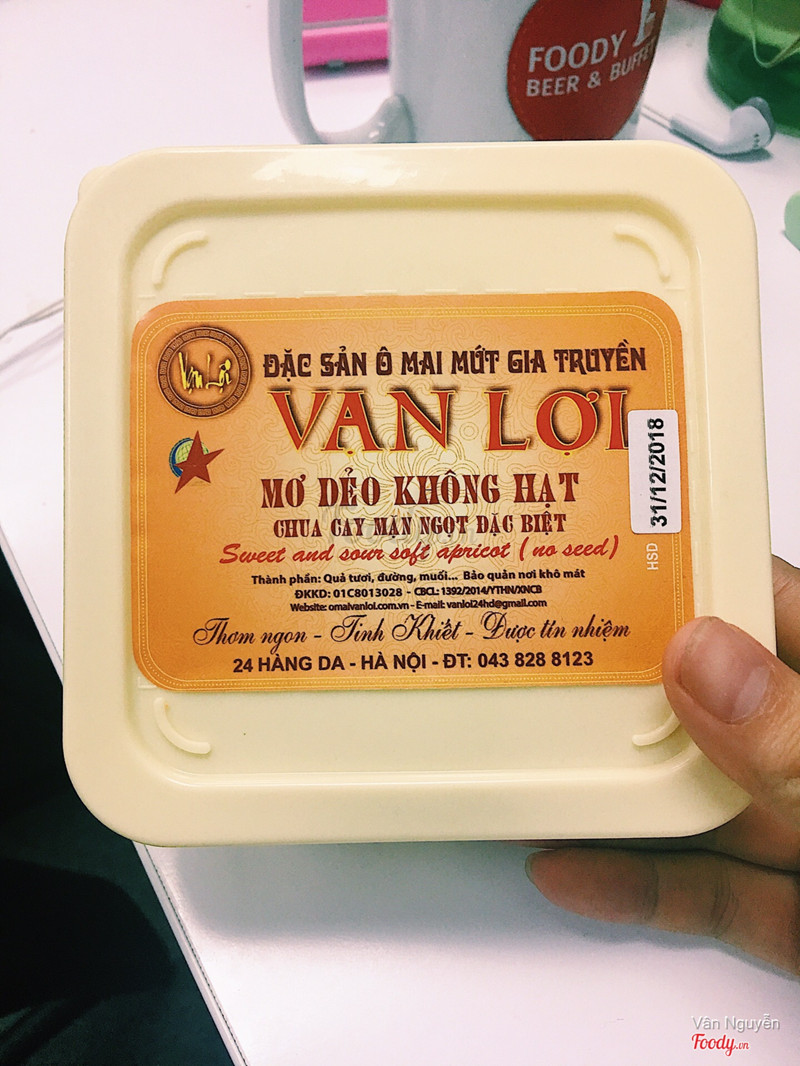 FOODY
BEER & BUFFET
Vạn Lợi
ĐẶC SẢN Ô MAI MỨT GIA TRUYỀN
VẠN LỢI
MƠ DẺO KHÔNG HẠT
CHUA CAY MẶN NGỌT ĐẶC BIỆT
Sweet and sour soft apricot (no seed)
Thành phần: Quả tươi, đường, muối... Bảo quản nơi khô mát
ĐKKD: 01C8013028 - CBCL: 1392/2014/YTHN/XNCB
Website: omaivanloi.com.vn - E-mail: vanloi24hd@gmail.com
Thơm ngon - Tinh Khiết - Được tín nhiệm
24 HÀNG DA - HÀ NỘI - ĐT: 043 828 8123
HSD 31/12/2018
Vân Nguyễn
Foody.vn